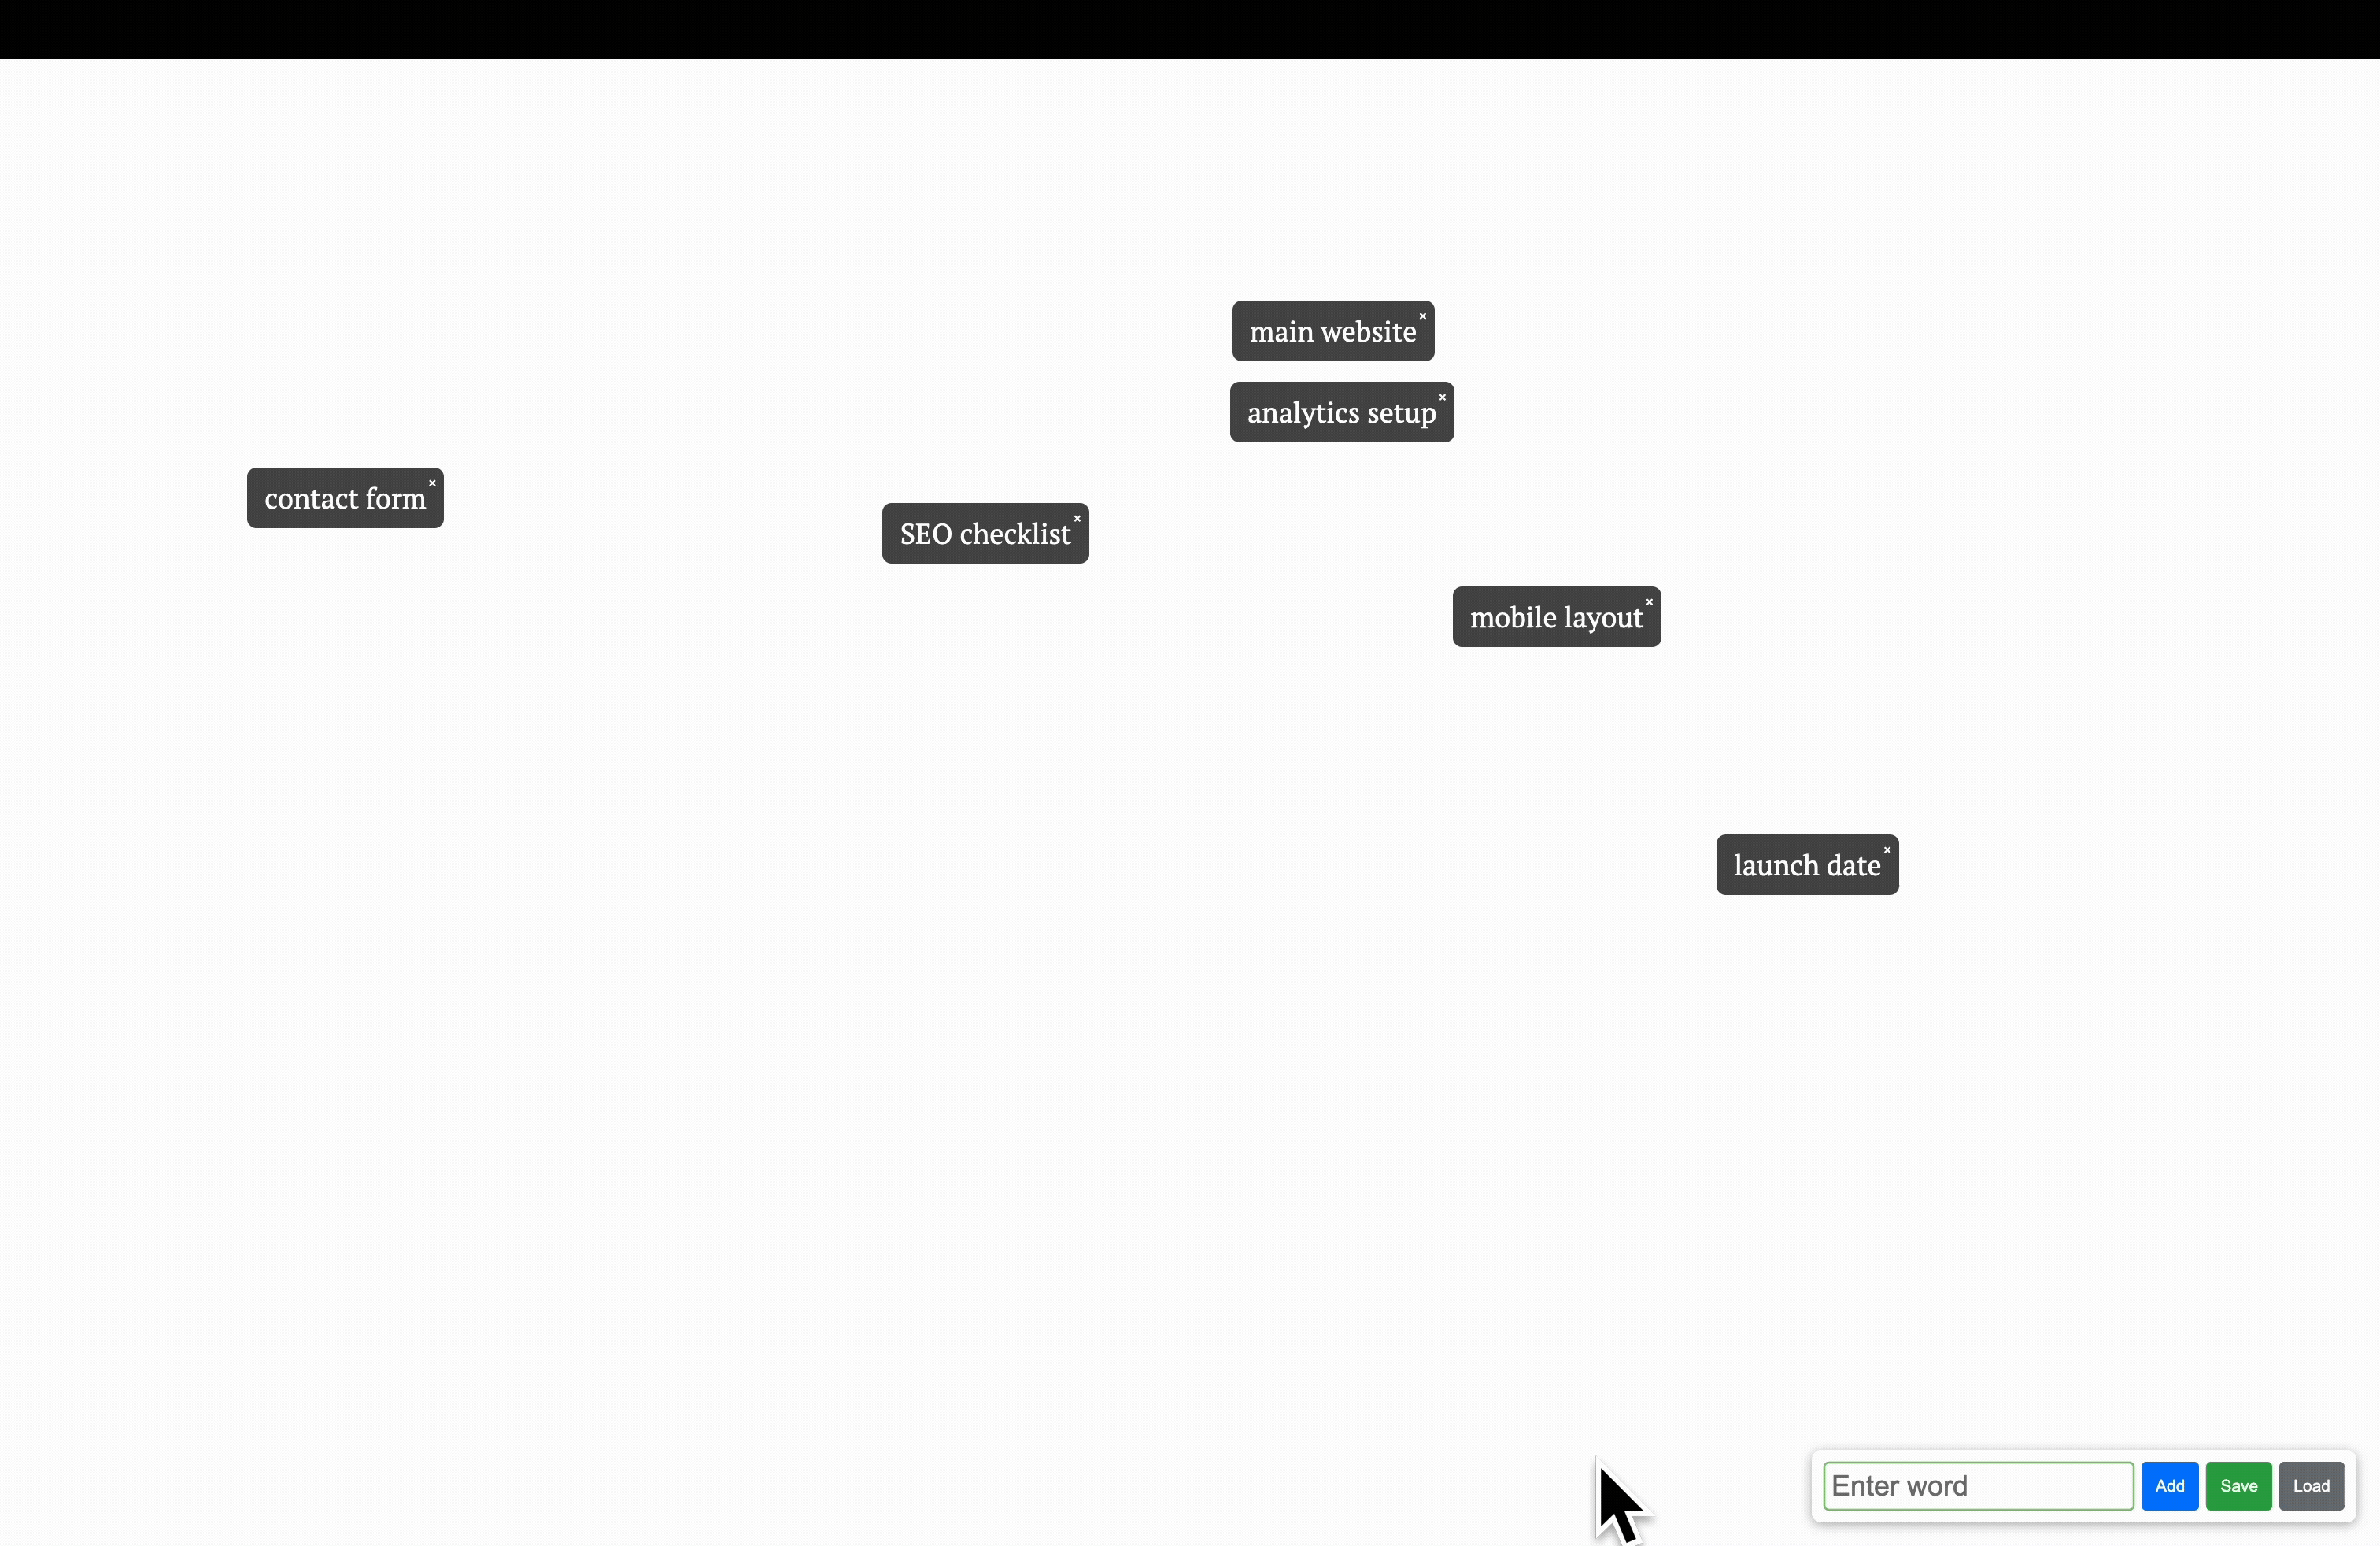 main website ×
analytics setup ×
contact form ×
SEO checklist ×
mobile layout ×
launch date ×
Enter word Add Save Load